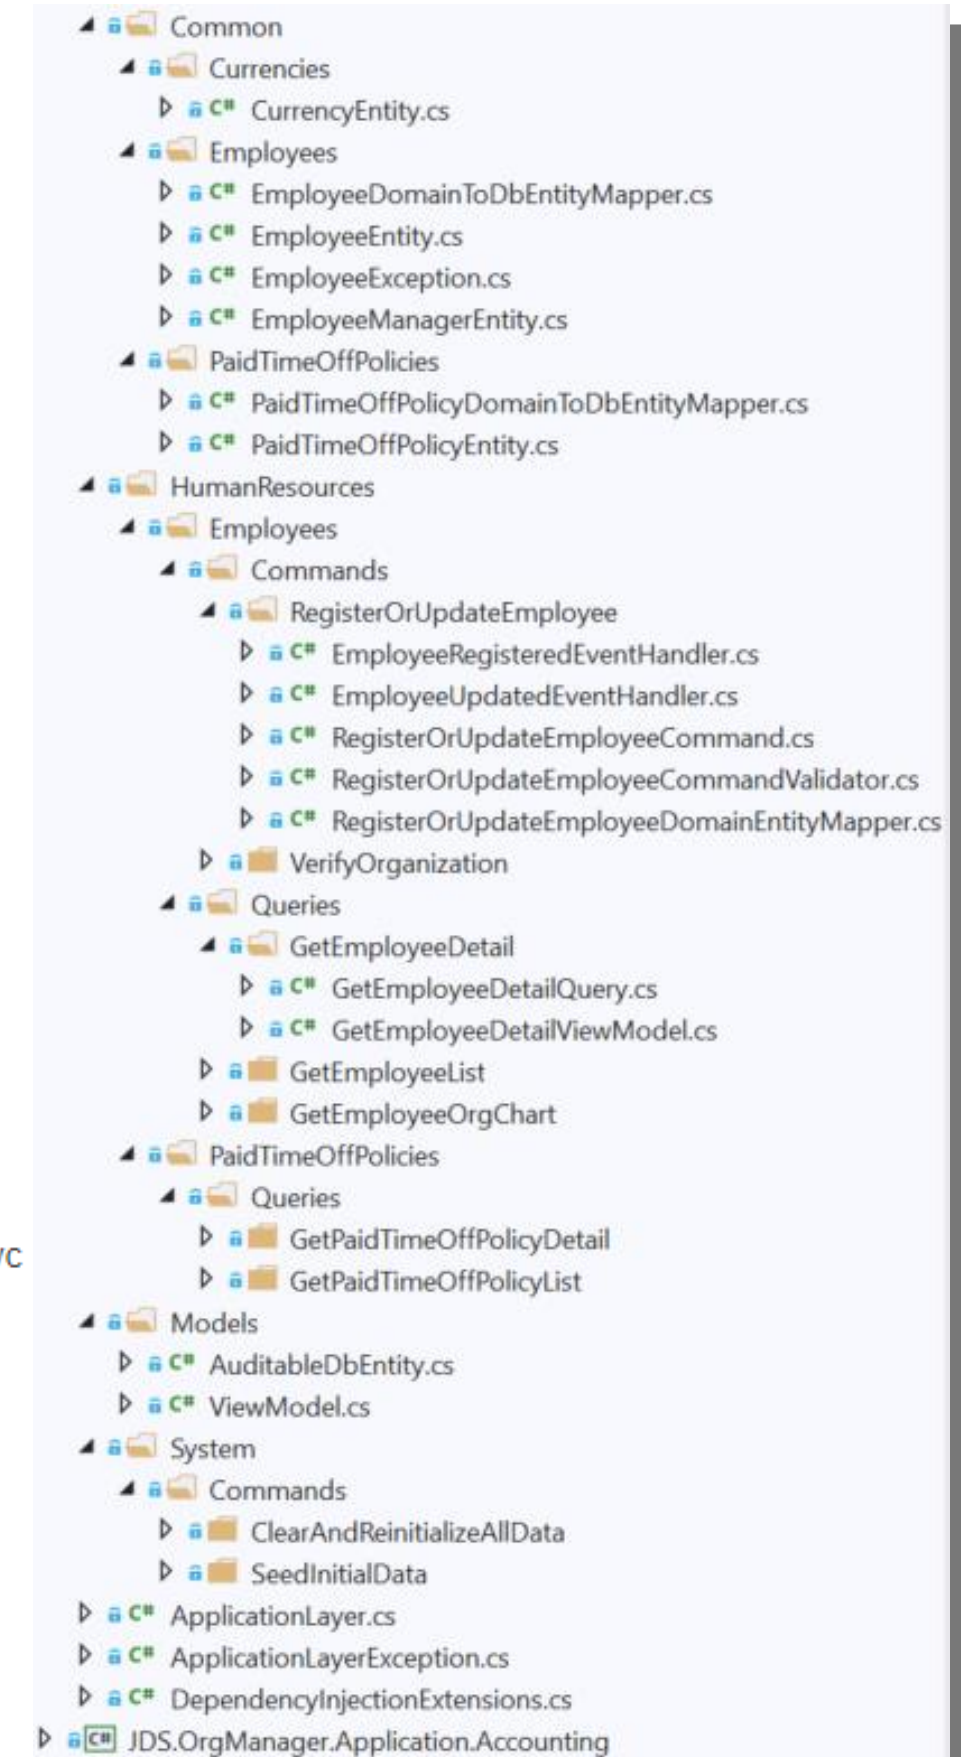 Common
Currencies
C# CurrencyEntity.cs
Employees
C# EmployeeDomainToDbEntityMapper.cs
C# EmployeeEntity.cs
C# EmployeeException.cs
C# EmployeeManagerEntity.cs
PaidTimeOffPolicies
C# PaidTimeOffPolicyDomainToDbEntityMapper.cs
C# PaidTimeOffPolicyEntity.cs
HumanResources
Employees
Commands
RegisterOrUpdateEmployee
C# EmployeeRegisteredEventHandler.cs
C# EmployeeUpdatedEventHandler.cs
C# RegisterOrUpdateEmployeeCommand.cs
C# RegisterOrUpdateEmployeeCommandValidator.cs
C# RegisterOrUpdateEmployeeDomainEntityMapper.cs
VerifyOrganization
Queries
GetEmployeeDetail
C# GetEmployeeDetailQuery.cs
C# GetEmployeeDetailViewModel.cs
GetEmployeeList
GetEmployeeOrgChart
PaidTimeOffPolicies
Queries
GetPaidTimeOffPolicyDetail
GetPaidTimeOffPolicyList
Models
C# AuditableDbEntity.cs
C# ViewModel.cs
System
Commands
ClearAndReinitializeAllData
SeedInitialData
C# ApplicationLayer.cs
C# ApplicationLayerException.cs
C# DependencyInjectionExtensions.cs
C# JDS.OrgManager.Application.Accounting